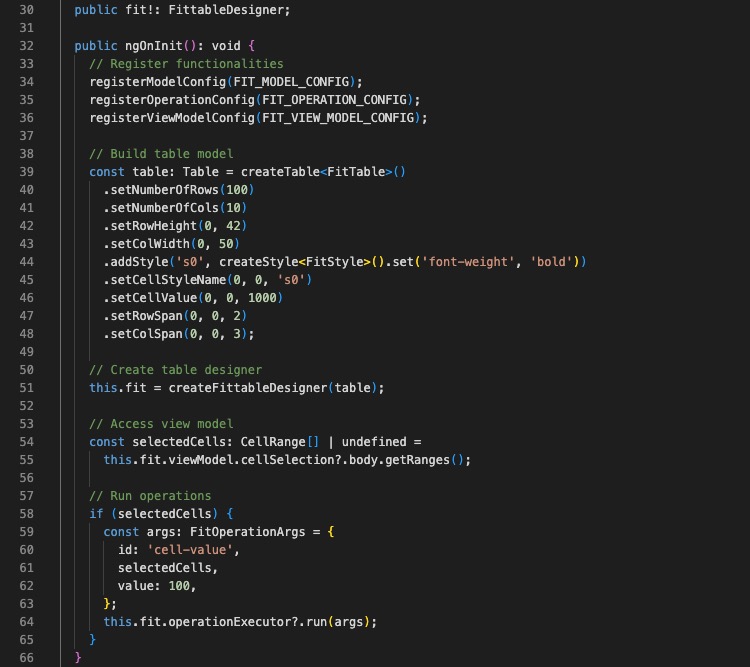 30 public fit!: FittableDesigner;
31
32 public ngOnInit(): void {
33 // Register functionalities
34 registerModelConfig(FIT_MODEL_CONFIG);
35 registerOperationConfig(FIT_OPERATION_CONFIG);
36 registerViewModelConfig(FIT_VIEW_MODEL_CONFIG);
37
38 // Build table model
39 const table: Table = createTable<FitTable>()
40 .setNumberOfRows(100)
41 .setNumberOfCols(10)
42 .setRowHeight(0, 42)
43 .setColWidth(0, 50)
44 .addStyle('s0', createStyle<FitStyle>().set('font-weight', 'bold'))
45 .setCellStyleName(0, 0, 's0')
46 .setCellValue(0, 0, 1000)
47 .setRowSpan(0, 0, 2)
48 .setColSpan(0, 0, 3);
49
50 // Create table designer
51 this.fit = createFittableDesigner(table);
52
53 // Access view model
54 const selectedCells: CellRange[] | undefined =
55 this.fit.viewModel.cellSelection?.body.getRanges();
56
57 // Run operations
58 if (selectedCells) {
59 const args: FitOperationArgs = {
60 id: 'cell-value',
61 selectedCells,
62 value: 100,
63 };
64 this.fit.operationExecutor?.run(args);
65 }
66 }